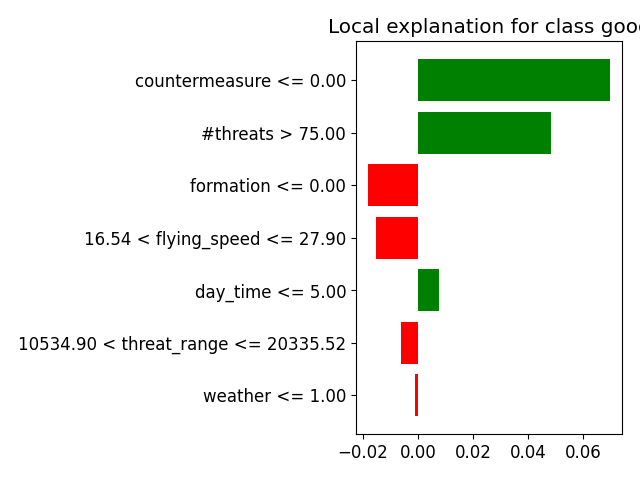 Local explanation for class good
countermeasure <= 0.00
#threats > 75.00
formation <= 0.00
16.54 < flying_speed <= 27.90
day_time <= 5.00
10534.90 < threat_range <= 20335.52
weather <= 1.00
−0.02 0.00 0.02 0.04 0.06